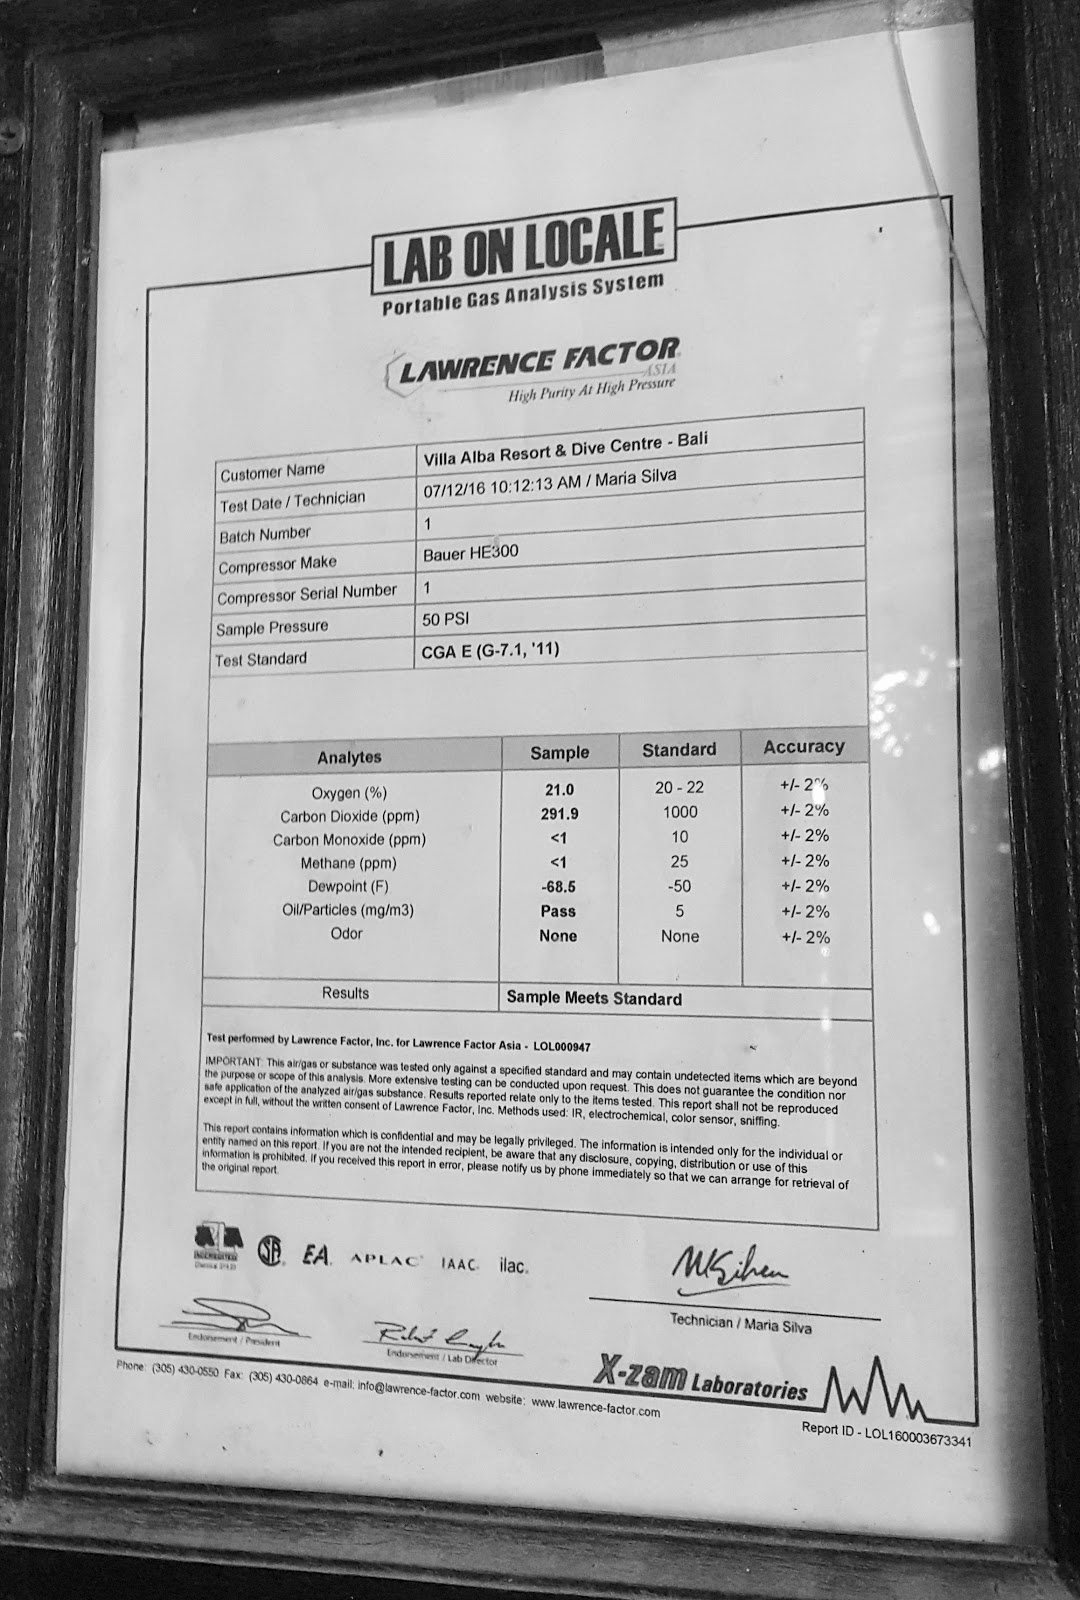 LAB ON LOCALE
Portable Gas Analysis System
LAWRENCE FACTOR
ASIA
High Purity At High Pressure
Customer Name Villa Alba Resort & Dive Centre - Bali
Test Date / Technician 07/12/16 10:12:13 AM / Maria Silva
Batch Number 1
Compressor Make Bauer HE300
Compressor Serial Number 1
Sample Pressure 50 PSI
Test Standard CGA E (G-7.1, '11)
Analytes Sample Standard Accuracy
Oxygen (%) 21.0 20 - 22 +/- 2%
Carbon Dioxide (ppm) 291.9 1000 +/- 2%
Carbon Monoxide (ppm) <1 10 +/- 2%
Methane (ppm) <1 25 +/- 2%
Dewpoint (F) -68.5 -50 +/- 2%
Oil/Particles (mg/m3) Pass 5 +/- 2%
Odor None None +/- 2%
Results Sample Meets Standard
Test performed by Lawrence Factor, Inc. for Lawrence Factor Asia - LOL000947
IMPORTANT: This air/gas or substance was tested only against a specified standard and may contain undetected items which are beyond
the purpose or scope of this analysis. More extensive testing can be conducted upon request. This does not guarantee the condition nor
safe application of the analyzed air/gas substance. Results reported relate only to the items tested. This report shall not be reproduced
except in full, without the written consent of Lawrence Factor, Inc. Methods used: IR, electrochemical, color sensor, sniffing.
This report contains information which is confidential and may be legally privileged. The information is intended only for the individual or
entity named on this report. If you are not the intended recipient, be aware that any disclosure, copying, distribution or use of this
information is prohibited. If you received this report in error, please notify us by phone immediately so that we can arrange for retrieval of
the original report.
EA. APLAC IAAC. ilac.
Technician / Maria Silva
Endorsement / President
Endorsement / Lab Director
X-zam Laboratories
Phone: (305) 430-0550 Fax: (305) 430-0864 e-mail: info@lawrence-factor.com website: www.lawrence-factor.com
Report ID - LOL160003673341